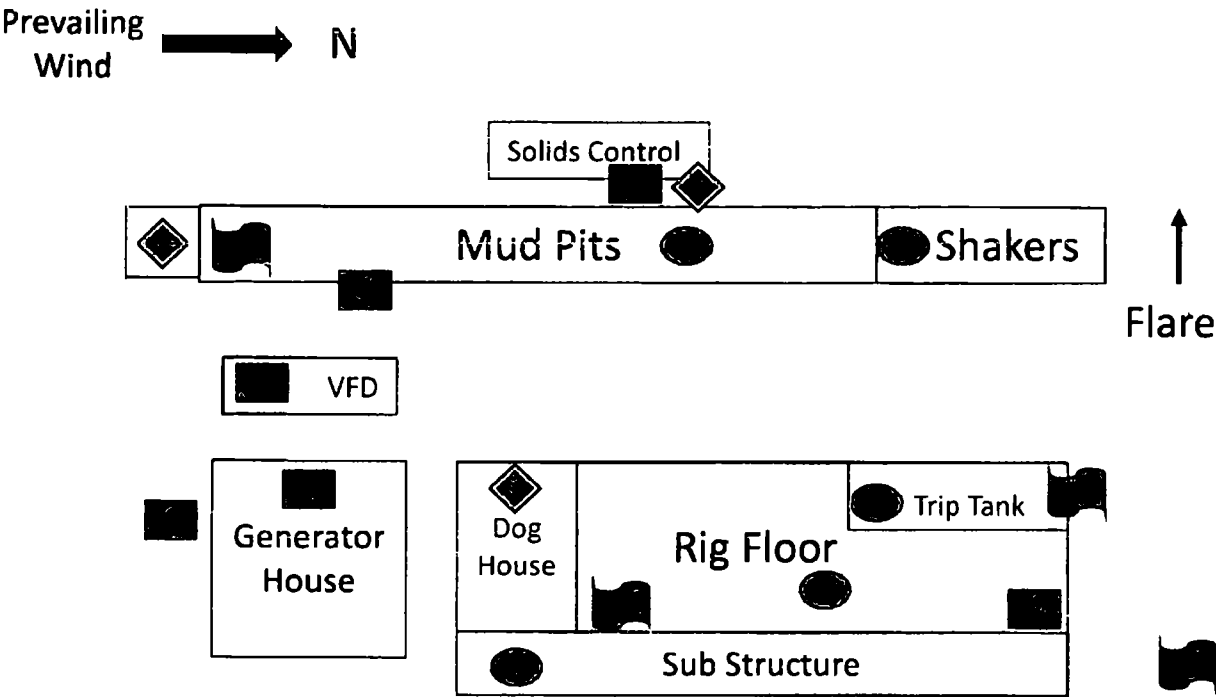 Prevailing
Wind
N
Solids Control
Mud Pits
Shakers
Flare
VFD
Generator
House
Dog
House
Rig Floor
Trip Tank
Sub Structure